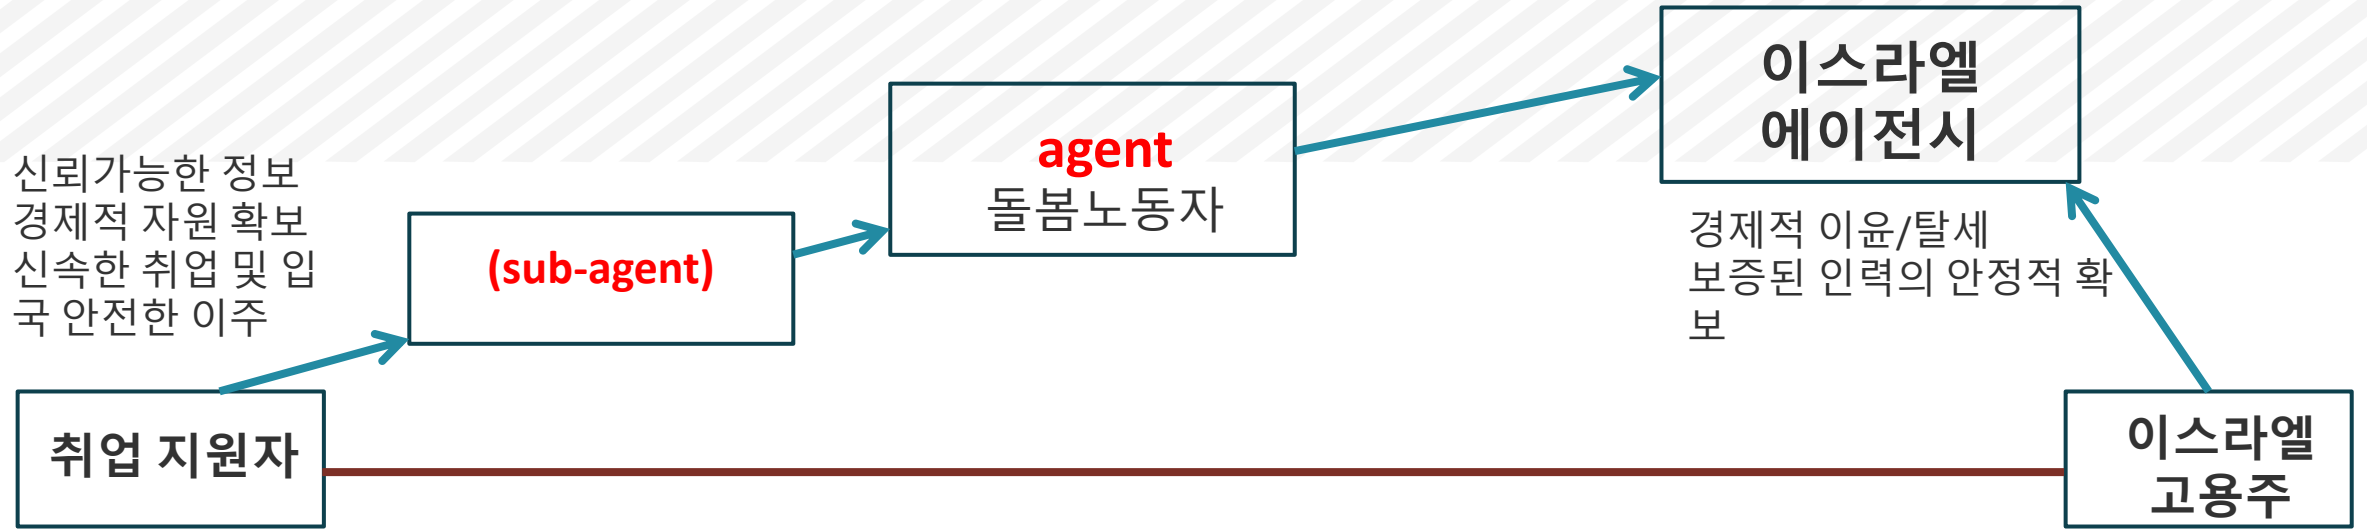 신뢰가능한 정보
경제적 자원 확보
신속한 취업 및 입
국 안전한 이주
취업 지원자
(sub-agent)
agent
돌봄노동자
이스라엘
에이전시
경제적 이윤/탈세
보증된 인력의 안정적 확
보
이스라엘
고용주